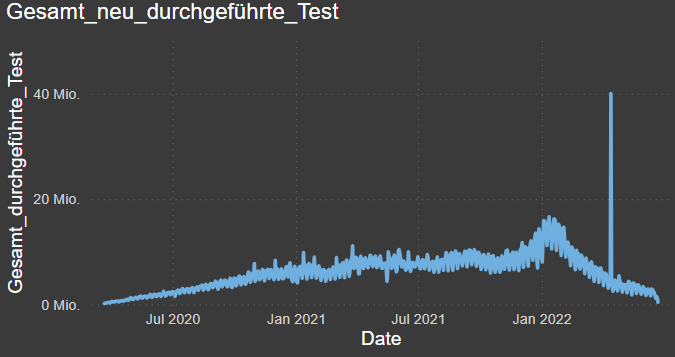 Gesamt_neu_durchgeführte_Test
Gesamt_durchgeführte_Test
40 Mio.
20 Mio.
0 Mio.
Jul 2020
Jan 2021
Jul 2021
Jan 2022
Date